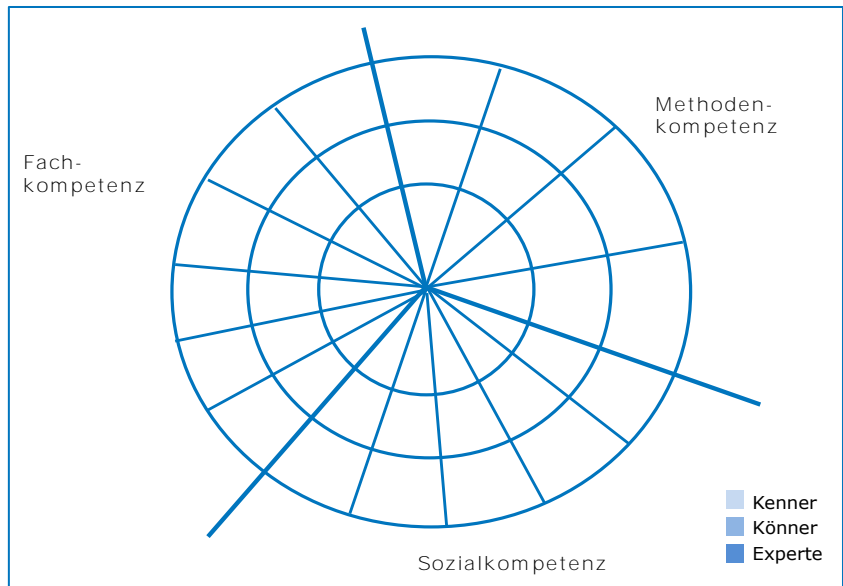 Methoden-
kompetenz
Fach-
kompetenz
Sozialkompetenz
Kenner
Könner
Experte